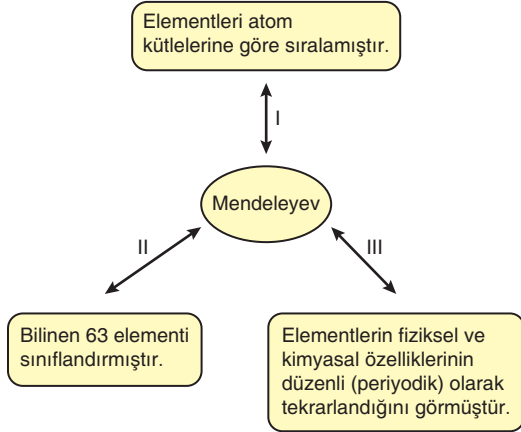 Elementleri atom
kütlelerine göre sıralamıştır.
I
Mendeleyev
II
III
Bilinen 63 elementi
sınıflandırmıştır.
Elementlerin fiziksel ve
kimyasal özelliklerinin
düzenli (periyodik) olarak
tekrarlandığını görmüştür.